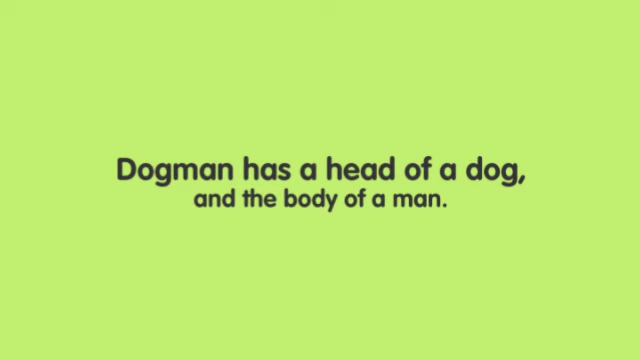 Dogman has a head of a dog,
and the body of a man.